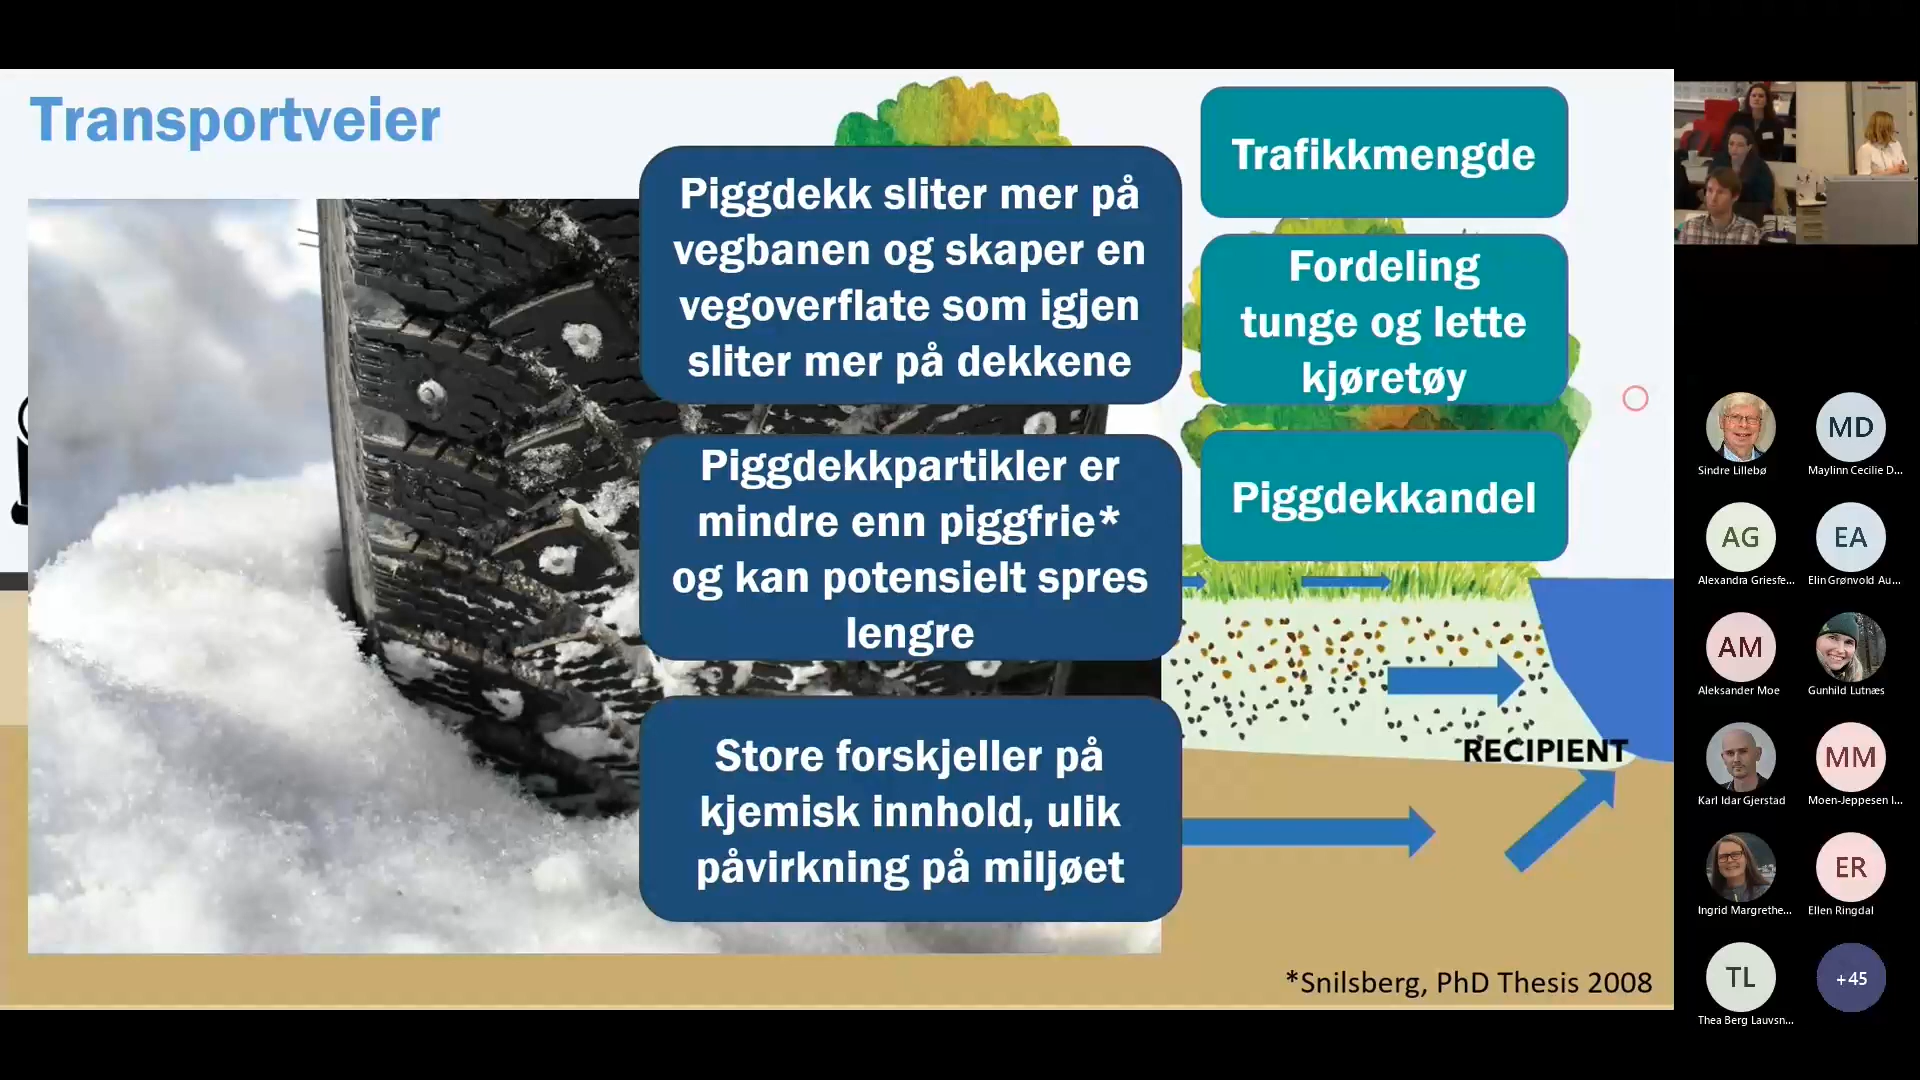 Transportveier
Piggdekk sliter mer på
vegbanen og skaper en
vegoverflate som igjen
sliter mer på dekkene
Piggdekkpartikler er
mindre enn piggfrie*
og kan potensielt spres
lengre
Store forskjeller på
kjemisk innhold, ulik
påvirkning på miljøet
Trafikkmengde
Fordeling
tunge og lette
kjøretøy
Piggdekkandel
RECIPIENT
*Snilsberg, PhD Thesis 2008
Sindre Lillebø
MD
Maylinn Cecilie D...
AG
Alexandra Griesfe...
EA
Elin Grønvold Au...
AM
Aleksander Moe
Gunhild Lutnæs
Karl Idar Gjerstad
MM
Moen-Jeppesen I...
Ingrid Margrethe...
ER
Ellen Ringdal
TL
Thea Berg Lauvsn...
+45